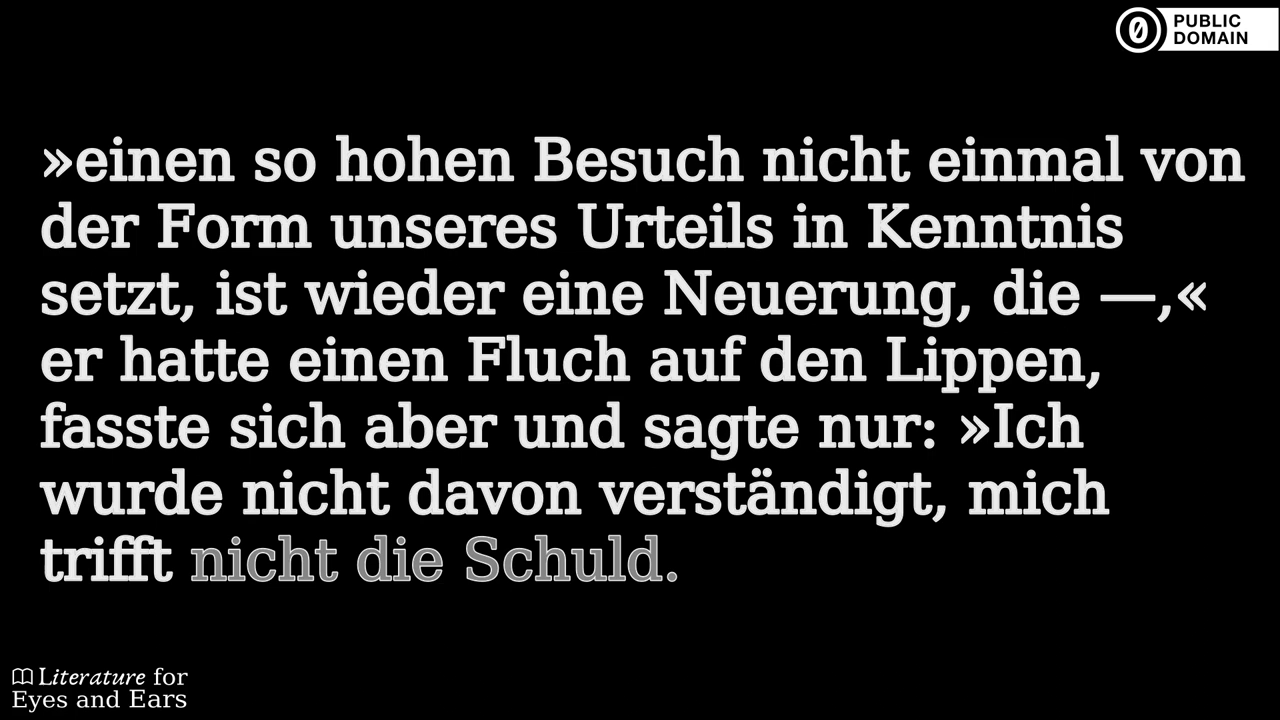 PUBLIC
DOMAIN
»einen so hohen Besuch nicht einmal von
der Form unseres Urteils in Kenntnis
setzt, ist wieder eine Neuerung, die —,«
er hatte einen Fluch auf den Lippen,
fasste sich aber und sagte nur: »Ich
wurde nicht davon verständigt, mich
trifft nicht die Schuld.
Literature for
Eyes and Ears